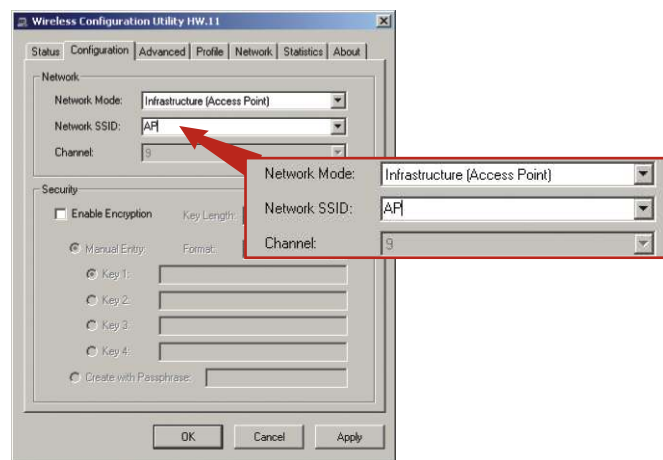 Wireless Configuration Utility HW.11
Status Configuration Advanced Profile Network Statistics About
Network
Network Mode: Infrastructure (Access Point)
Network SSID: AP
Channel: 9
Network Mode: Infrastructure (Access Point)
Network SSID: AP
Channel: 9
Security
Enable Encryption Key Length:
Manual Entry: Format:
Key 1:
Key 2:
Key 3:
Key 4:
Create with Passphrase:
OK Cancel Apply